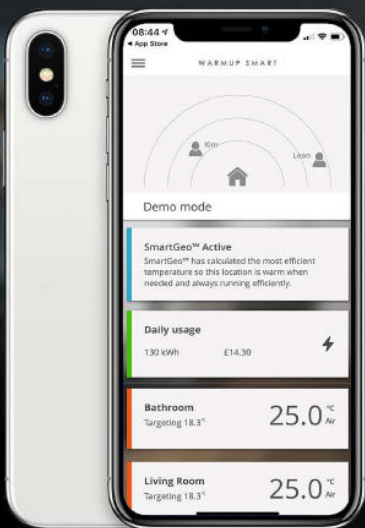 08:44
◀ App Store
WARMUP SMART
Kim
Leon
Demo mode
SmartGeo™ Active
SmartGeo™ has calculated the most efficient
temperature so this location is warm when
needed and always running efficiently.
Daily usage
130 kWh £14.30
Bathroom
Targeting 18.3°
25.0 °C
Air
Living Room
Targeting 18.3°
25.0 °C
Air